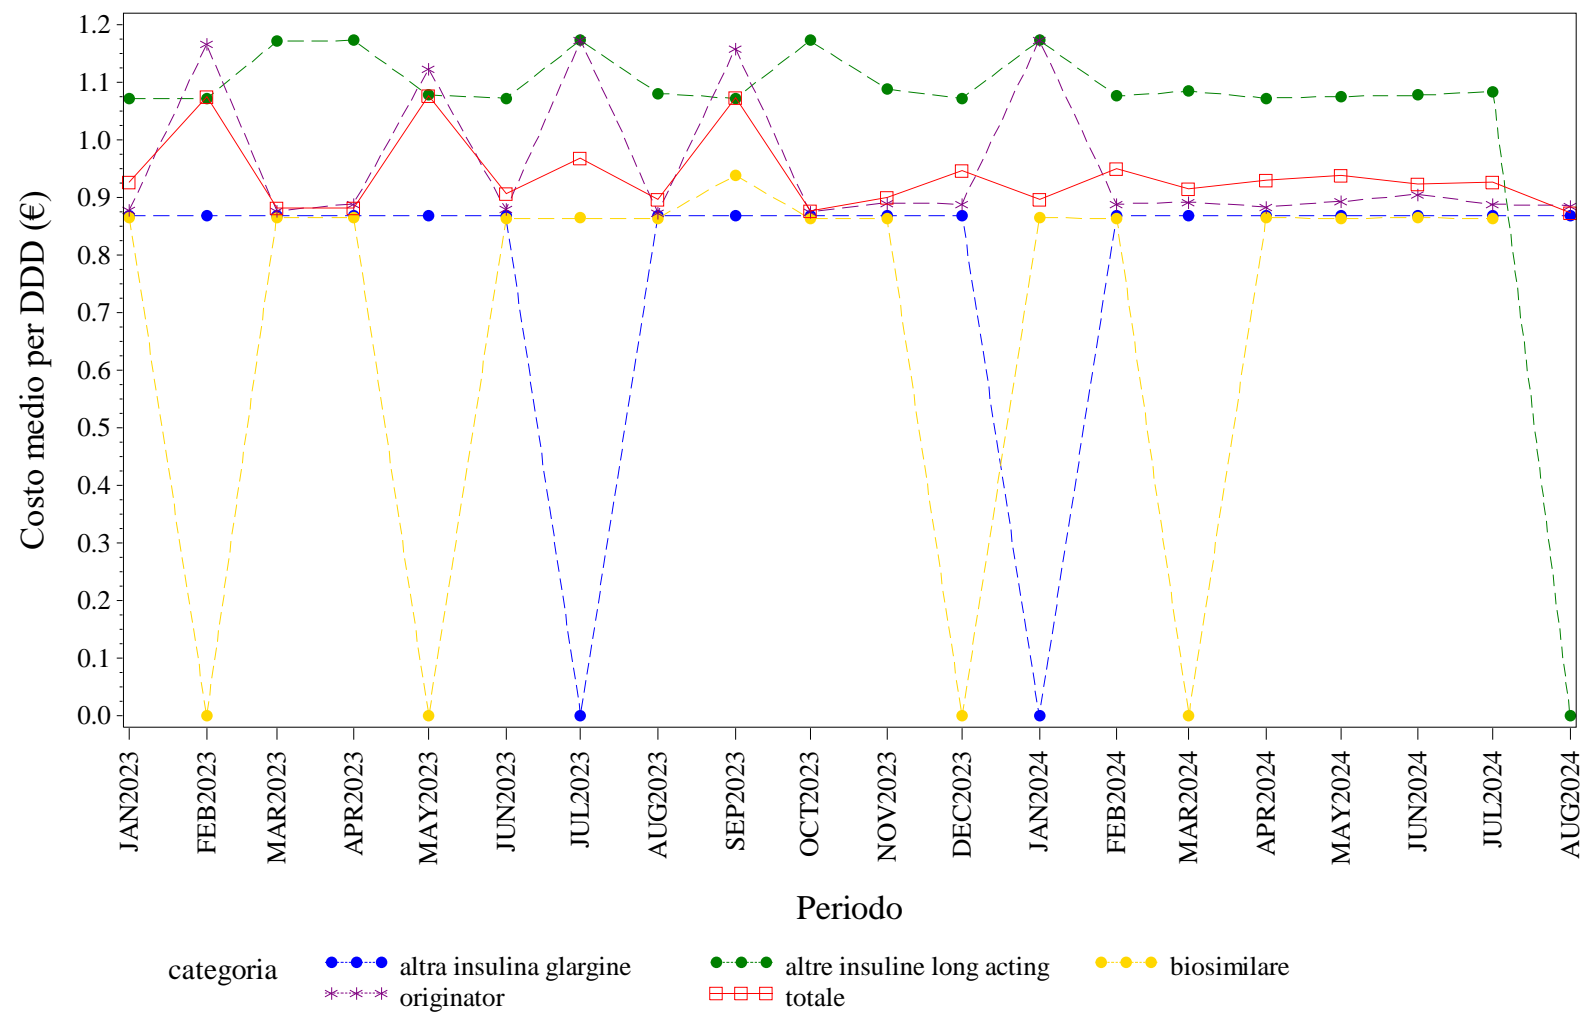 Costo medio per DDD (€)
1.2
1.1
1.0
0.9
0.8
0.7
0.6
0.5
0.4
0.3
0.2
0.1
0.0
JAN2023
FEB2023
MAR2023
APR2023
MAY2023
JUN2023
JUL2023
AUG2023
SEP2023
OCT2023
NOV2023
DEC2023
JAN2024
FEB2024
MAR2024
APR2024
MAY2024
JUN2024
JUL2024
AUG2024
Periodo
categoria altra insulina glargine altre insuline long acting biosimilare
originator totale